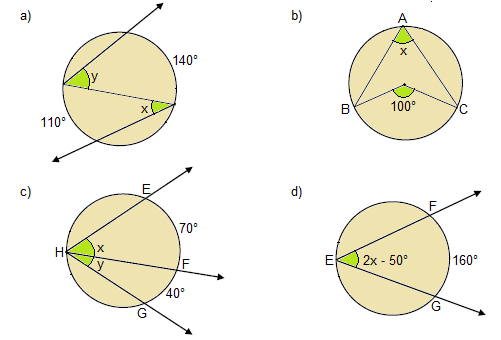 a)
140°
y
x
110°
b)
A
x
100°
B
C
c)
E
70°
H
x
y
F
40°
G
d)
F
E
2x - 50°
160°
G